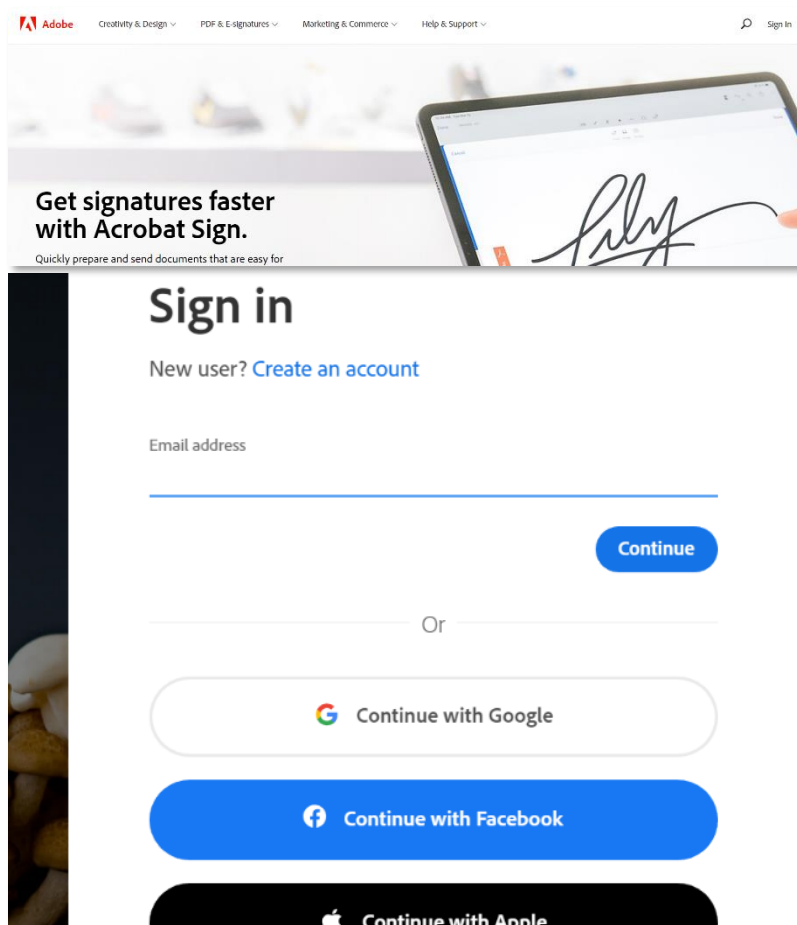 Adobe
Creativity & Design
PDF & E-signatures
Marketing & Commerce
Help & Support
Sign In
Get signatures faster
with Acrobat Sign.
Quickly prepare and send documents that are easy for
Lily
Sign in
New user? Create an account
Email address
Continue
Or
Continue with Google
Continue with Facebook
Continue with Apple